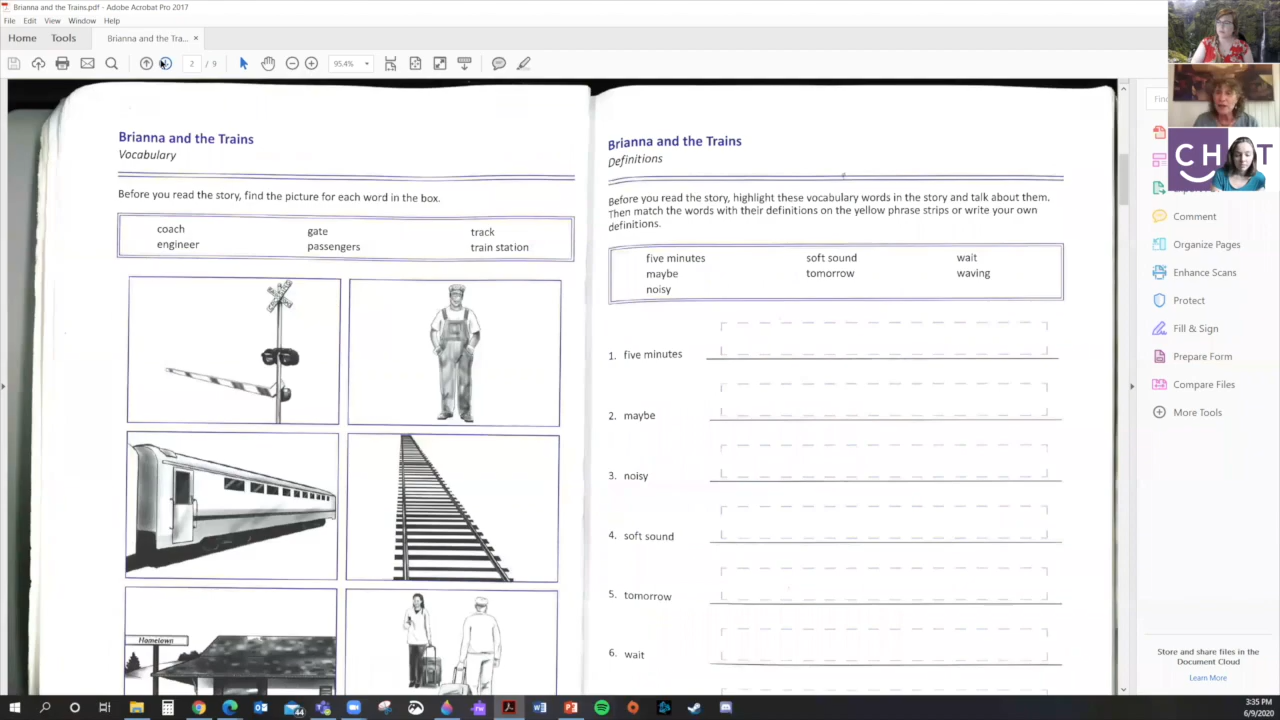 Brianna and the Trains.pdf - Adobe Acrobat Pro 2017
File Edit View Window Help
Home Tools Brianna and the Tra... ×
2 / 9 95.4%
Brianna and the Trains
Vocabulary
Before you read the story, find the picture for each word in the box.
coach gate track
engineer passengers train station
Hometown
Brianna and the Trains
Definitions
Before you read the story, highlight these vocabulary words in the story and talk about them.
Then match the words with their definitions on the yellow phrase strips or write your own
definitions.
five minutes soft sound wait
maybe tomorrow waving
noisy
1. five minutes
2. maybe
3. noisy
4. soft sound
5. tomorrow
6. wait
CH T
Comment
Organize Pages
Enhance Scans
Protect
Fill & Sign
Prepare Form
Compare Files
More Tools
Store and share files in the
Document Cloud
Learn More
44
3:35 PM
6/9/2020